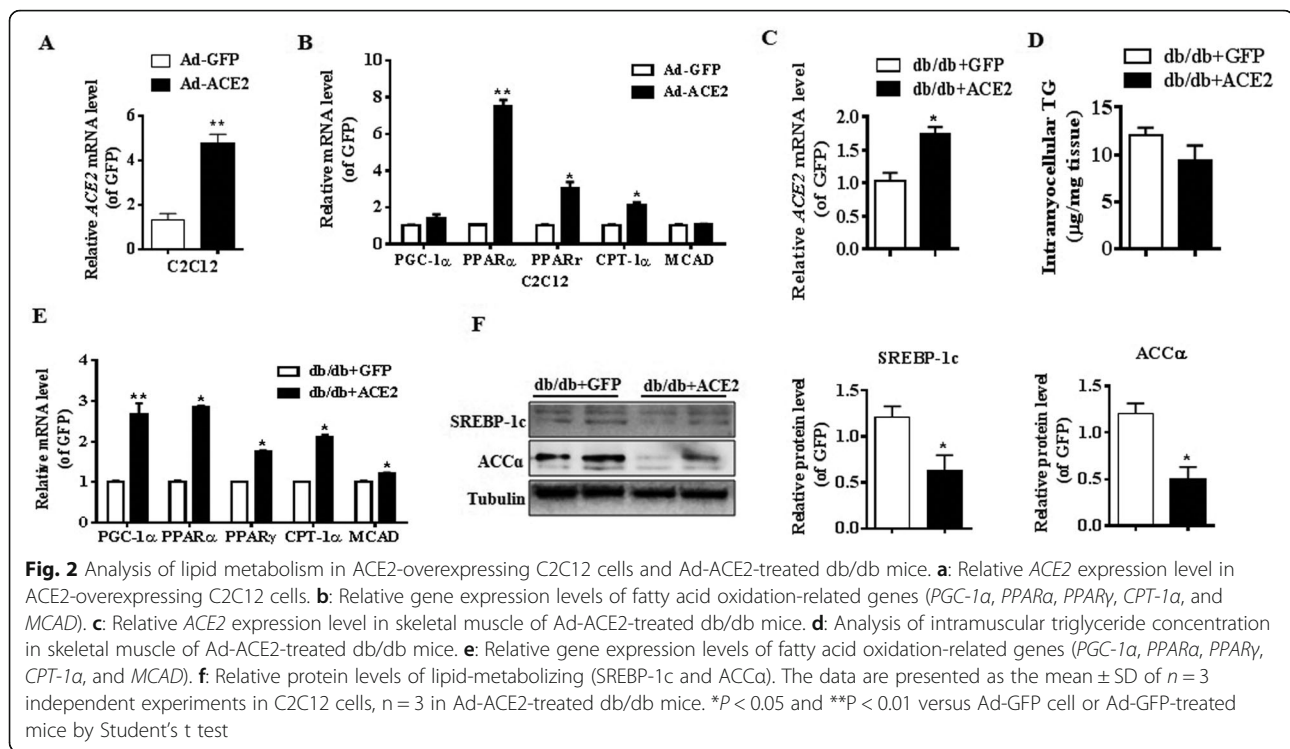 A
Ad-GFP
Ad-ACE2
Relative ACE2 mRNA level
(of GFP)
6
4
2
0
**
C2C12
B
Ad-GFP
Ad-ACE2
Relative mRNA level
(of GFP)
10
8
6
4
2
0
**
*
*
PGC-1α PPARα PPARr CPT-1α MCAD
C2C12
C
db/db+GFP
db/db+ACE2
Relative ACE2 mRNA level
(of GFP)
2.0
1.5
1.0
0.5
0.0
*
D
db/db+GFP
db/db+ACE2
Intramyocellular TG
(μg/mg tissue)
15
10
5
0
E
db/db+GFP
db/db+ACE2
Relative mRNA level
(of GFP)
4
3
2
1
0
**
*
*
*
*
PGC-1α PPARα PPARγ CPT-1α MCAD
F
db/db+GFP db/db+ACE2
SREBP-1c
ACCα
Tubulin
SREBP-1c
Relative protein level
(of GFP)
1.5
1.0
0.5
0.0
*
ACCα
Relative protein level
(of GFP)
1.5
1.0
0.5
0.0
*
Fig. 2 Analysis of lipid metabolism in ACE2-overexpressing C2C12 cells and Ad-ACE2-treated db/db mice. a: Relative ACE2 expression level in
ACE2-overexpressing C2C12 cells. b: Relative gene expression levels of fatty acid oxidation-related genes (PGC-1α, PPARα, PPARγ, CPT-1α, and
MCAD). c: Relative ACE2 expression level in skeletal muscle of Ad-ACE2-treated db/db mice. d: Analysis of intramuscular triglyceride concentration
in skeletal muscle of Ad-ACE2-treated db/db mice. e: Relative gene expression levels of fatty acid oxidation-related genes (PGC-1α, PPARα, PPARγ,
CPT-1α, and MCAD). f: Relative protein levels of lipid-metabolizing (SREBP-1c and ACCα). The data are presented as the mean ± SD of n = 3
independent experiments in C2C12 cells, n = 3 in Ad-ACE2-treated db/db mice. *P < 0.05 and **P < 0.01 versus Ad-GFP cell or Ad-GFP-treated
mice by Student's t test